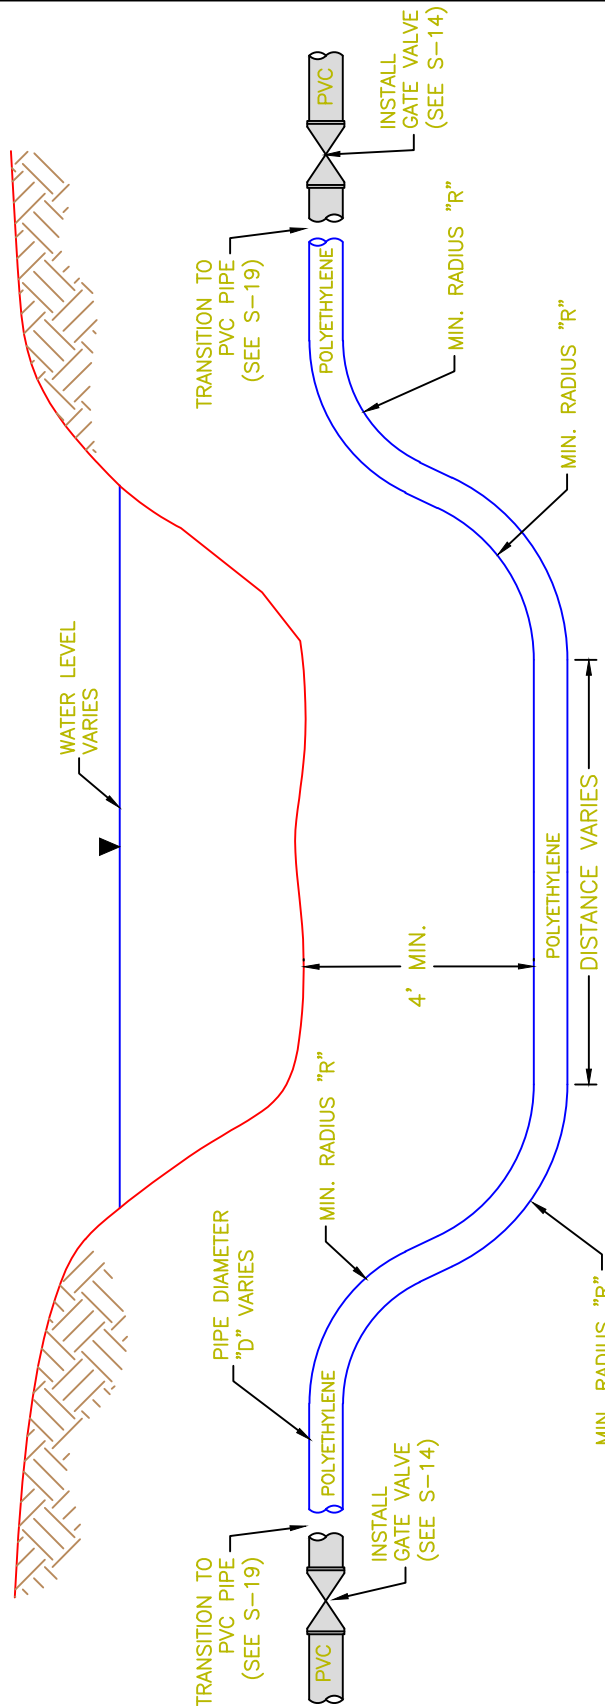 WATER LEVEL
VARIES
TRANSITION TO
PVC PIPE
(SEE S-19)
PIPE DIAMETER
"D" VARIES
MIN. RADIUS "R"
4' MIN.
TRANSITION TO
PVC PIPE
(SEE S-19)
PVC
POLYETHYLENE
POLYETHYLENE
PVC
INSTALL
GATE VALVE
(SEE S-14)
INSTALL
GATE VALVE
(SEE S-14)
MIN. RADIUS "R"
MIN. RADIUS "R"
POLYETHYLENE
DISTANCE VARIES
MIN. RADIUS "R"